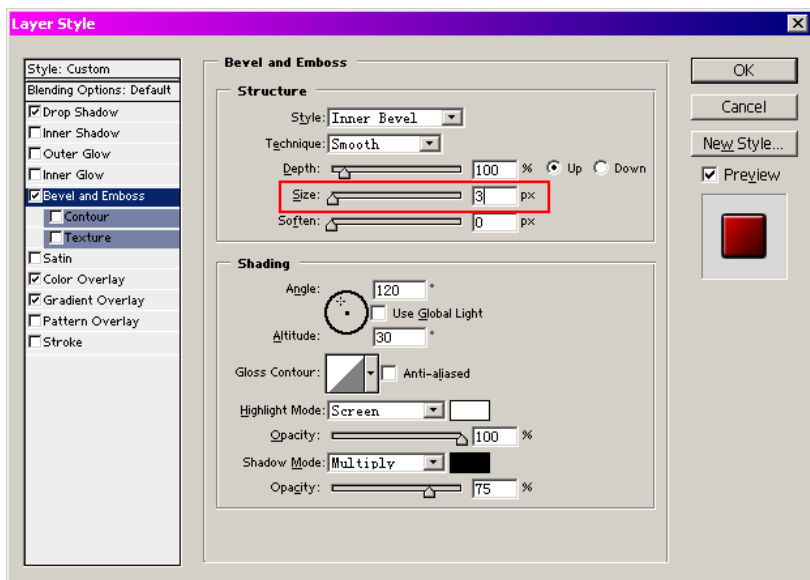 Layer Style
Style: Custom
Blending Options: Default
Drop Shadow
Inner Shadow
Outer Glow
Inner Glow
Bevel and Emboss
Contour
Texture
Satin
Color Overlay
Gradient Overlay
Pattern Overlay
Stroke
Bevel and Emboss
Structure
Style: Inner Bevel
Technique: Smooth
Depth: 100 % Up Down
Size: 3 px
Soften: 0 px
Shading
Angle: 120 °
Use Global Light
Altitude: 30 °
Gloss Contour: Anti-aliased
Highlight Mode: Screen
Opacity: 100 %
Shadow Mode: Multiply
Opacity: 75 %
OK
Cancel
New Style...
Preview